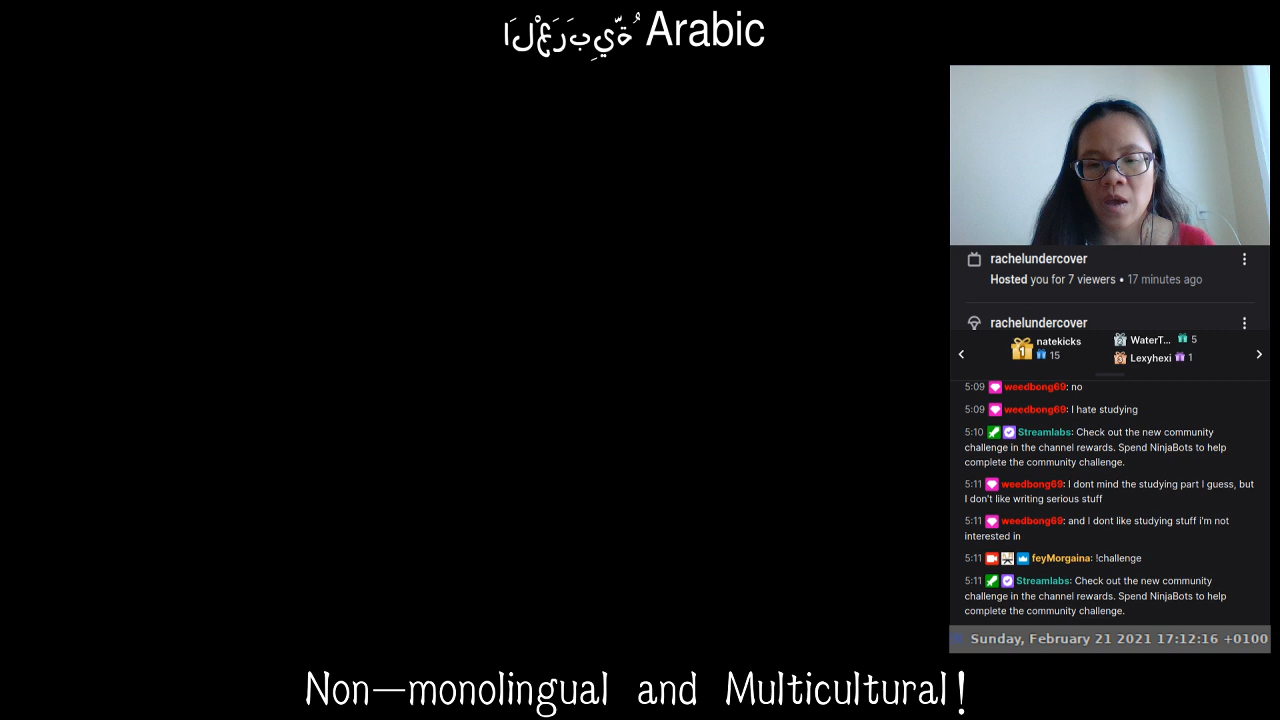 اَلْعَرَبِيَّةُ Arabic
rachelundercover
Hosted you for 7 viewers • 17 minutes ago
rachelundercover
natekicks
15
WaterT... 5
Lexyhexi 1
5:09 weedbong69: no
5:09 weedbong69: I hate studying
5:10 Streamlabs: Check out the new community
challenge in the channel rewards. Spend NinjaBots to help
complete the community challenge.
5:11 weedbong69: I dont mind the studying part I guess, but
I don't like writing serious stuff
5:11 weedbong69: and I dont like studying stuff i'm not
interested in
5:11 feyMorgaina: !challenge
5:11 Streamlabs: Check out the new community
challenge in the channel rewards. Spend NinjaBots to help
complete the community challenge.
Sunday, February 21 2021 17:12:16 +0100
Non-monolingual and Multicultural!